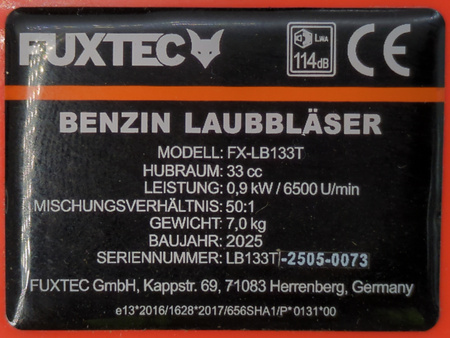 FUXTEC
LWA
114dB
CE
BENZIN LAUBBLÄSER
MODELL: FX-LB133T
HUBRAUM: 33 cc
LEISTUNG: 0,9 kW / 6500 U/min
MISCHUNGSVERHÄLTNIS: 50:1
GEWICHT: 7,0 kg
BAUJAHR: 2025
SERIENNUMMER: LB133T-2505-0073
FUXTEC GmbH, Kappstr. 69, 71083 Herrenberg, Germany
e13*2016/1628*2017/656SHA1/P*0131*00